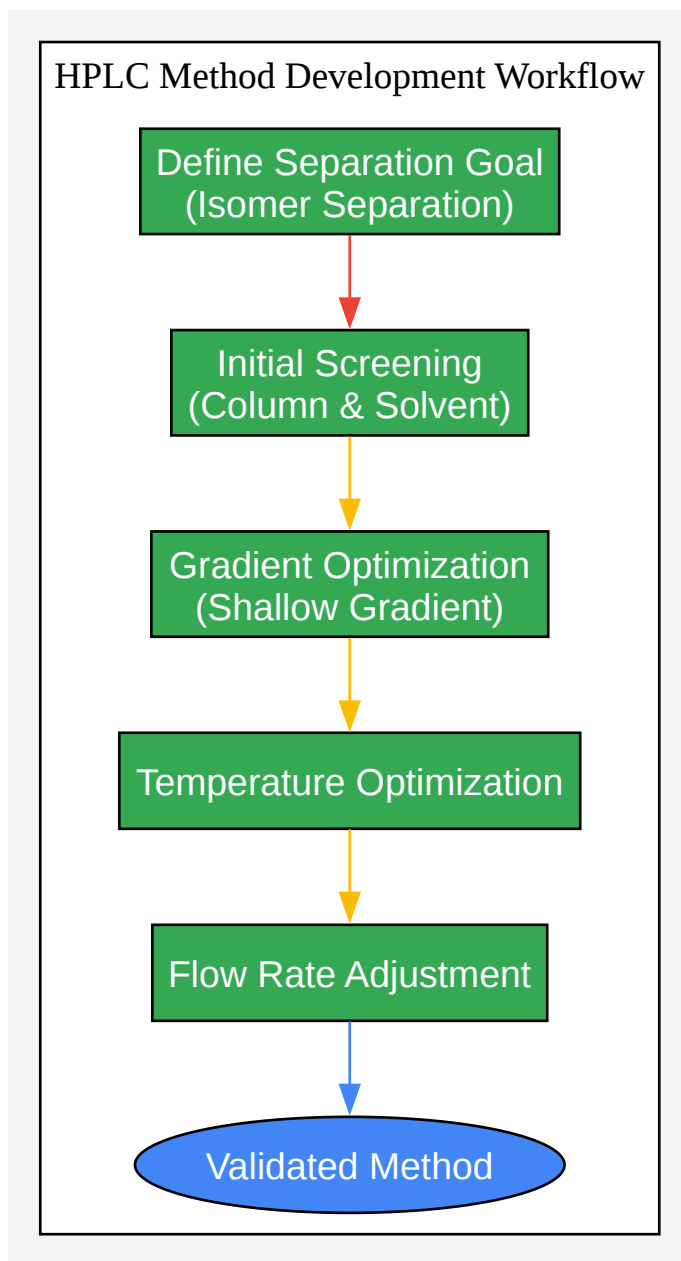 HPLC Method Development Workflow
Define Separation Goal
(Isomer Separation)
Initial Screening
(Column & Solvent)
Gradient Optimization
(Shallow Gradient)
Temperature Optimization
Flow Rate Adjustment
Validated Method